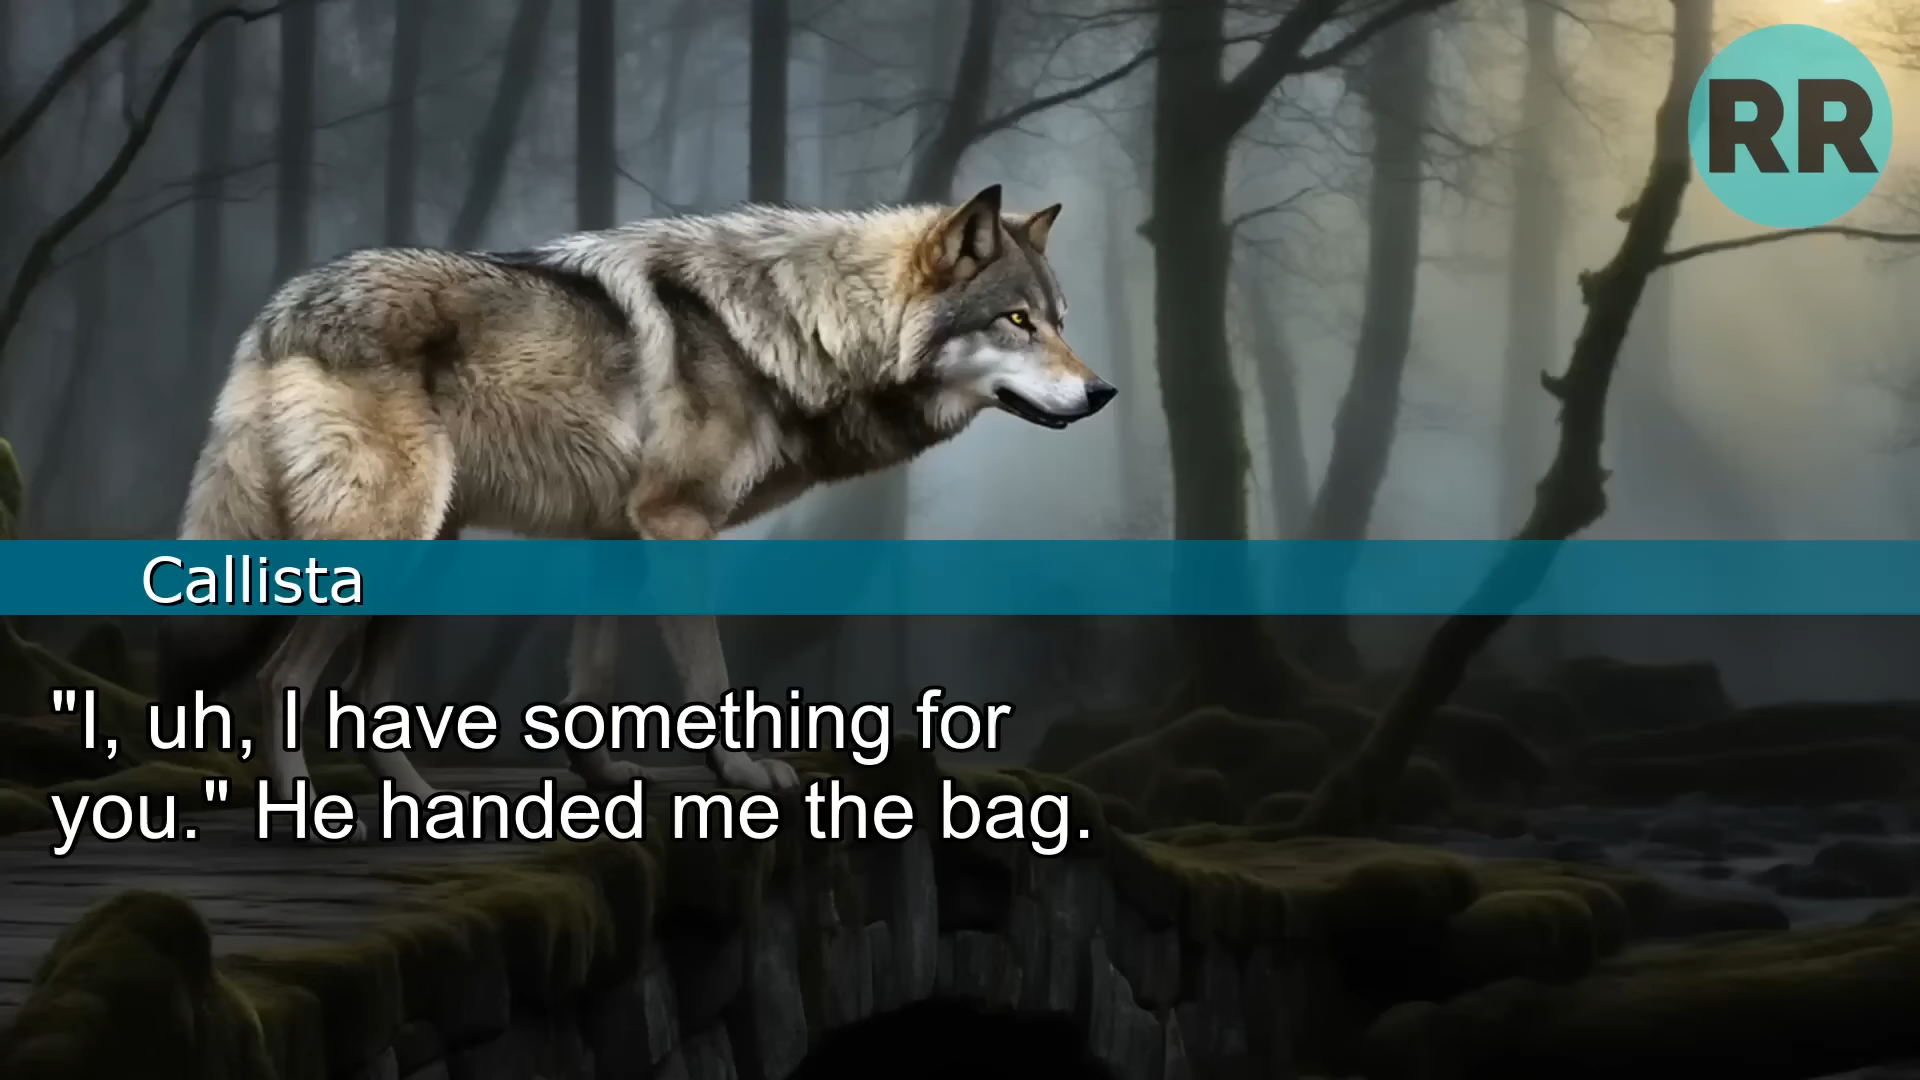 RR
Callista
"I, uh, I have something for
you." He handed me the bag.